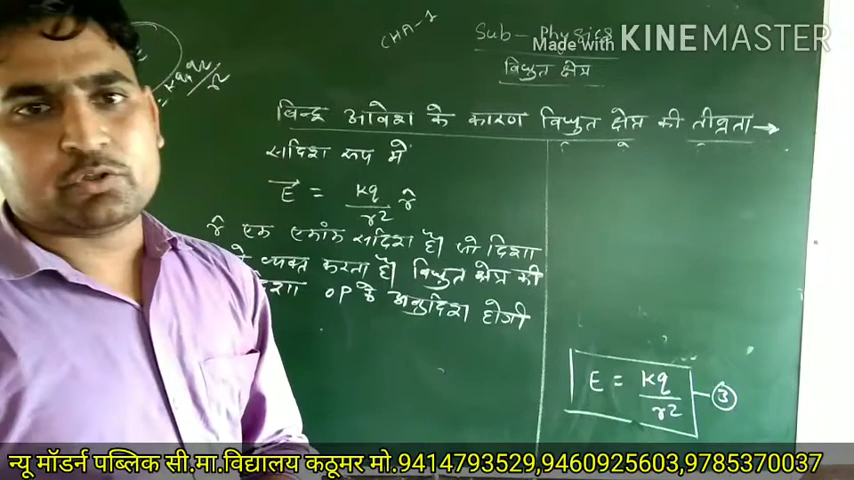 CHA-1
Sub- Physics
Made with KINEMASTER
विधुत क्षेत्र
बिन्दु आवेश के कारण विधुत क्षेत्र की तीव्रता →
सदिश रूप में
E⃗ = kq/r² r̂
r̂ एक एकांक सदिश है। जो दिशा
व्यक्त करता है। विधुत क्षेत्र की
OP के अनुदिश होगी
E = kq/r² — ③
न्यू मॉडर्न पब्लिक सी.मा.विद्यालय कठूमर मो.9414793529,9460925603,9785370037